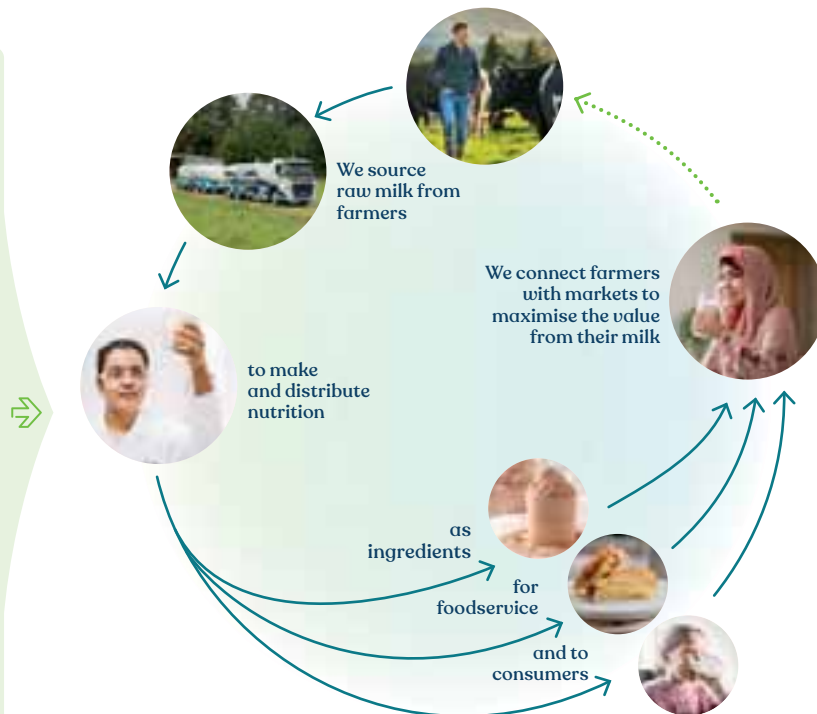 We source
raw milk from
farmers
to make
and distribute
nutrition
as
ingredients
for
foodservice
and to
consumers
We connect farmers
with markets to
maximise the value
from their milk